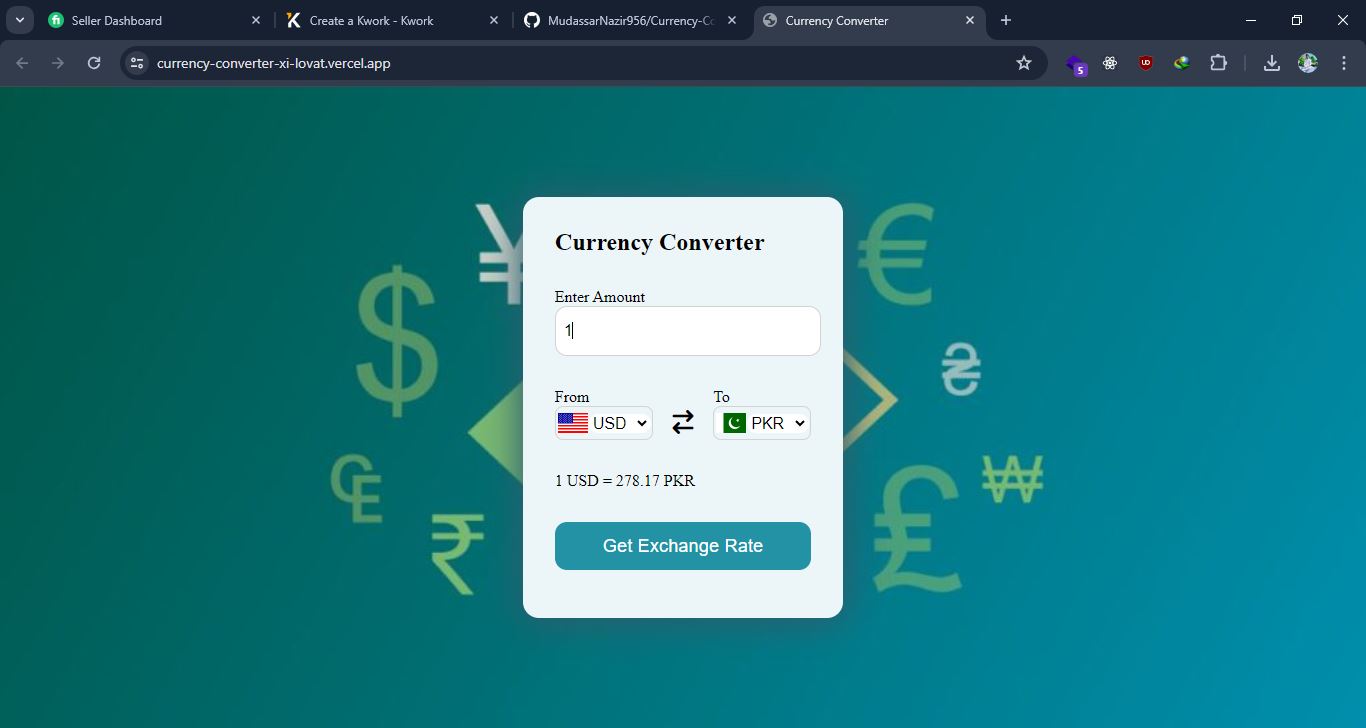 Seller Dashboard
Create a Kwork - Kwork
MudassarNazir956/Currency-Co
Currency Converter
currency-converter-xi-lovat.vercel.app
5
Currency Converter
Enter Amount
1
From
To
USD
PKR
1 USD = 278.17 PKR
Get Exchange Rate
¥
$
€
₴
₠
₹
₩
£